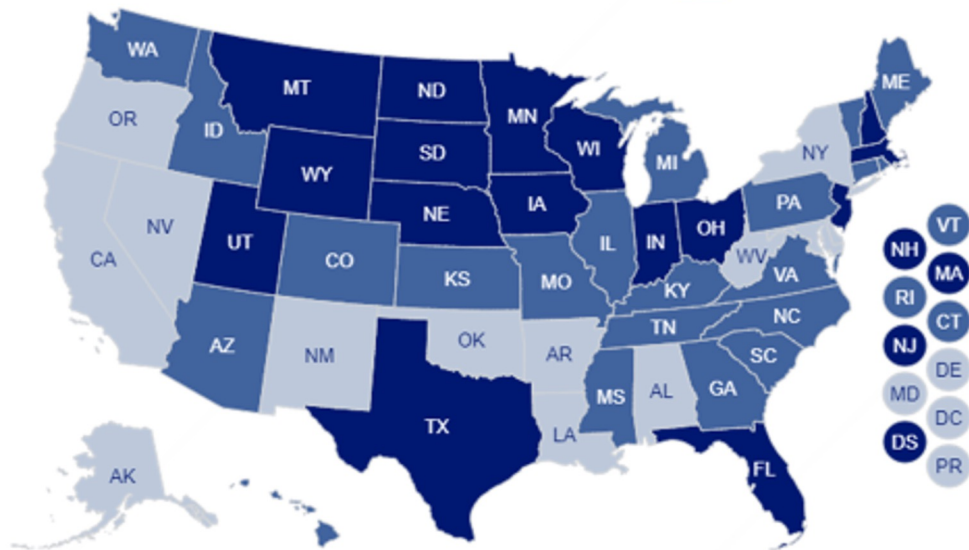 WA
MT
ND
MN
ME
OR
ID
SD
WI
MI
NY
WY
NE
IA
PA
NV
UT
CO
IL
IN
OH
WV
VA
CA
KS
MO
KY
AZ
NM
OK
AR
TN
NC
SC
MS
AL
GA
TX
LA
FL
AK
VT
NH
MA
RI
CT
NJ
DE
MD
DC
DS
PR